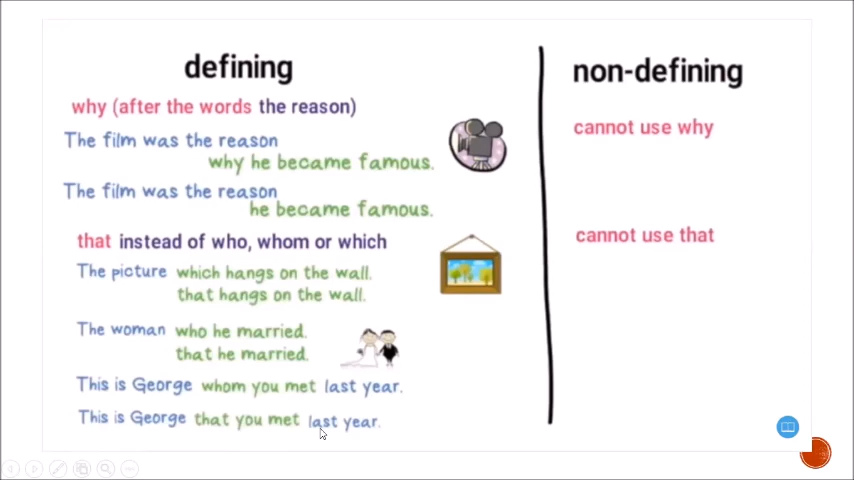 defining
why (after the words the reason)
The film was the reason
why he became famous.
The film was the reason
he became famous.
that instead of who, whom or which
The picture which hangs on the wall.
that hangs on the wall.
The woman who he married.
that he married.
This is George whom you met last year.
This is George that you met last year.
non-defining
cannot use why
cannot use that